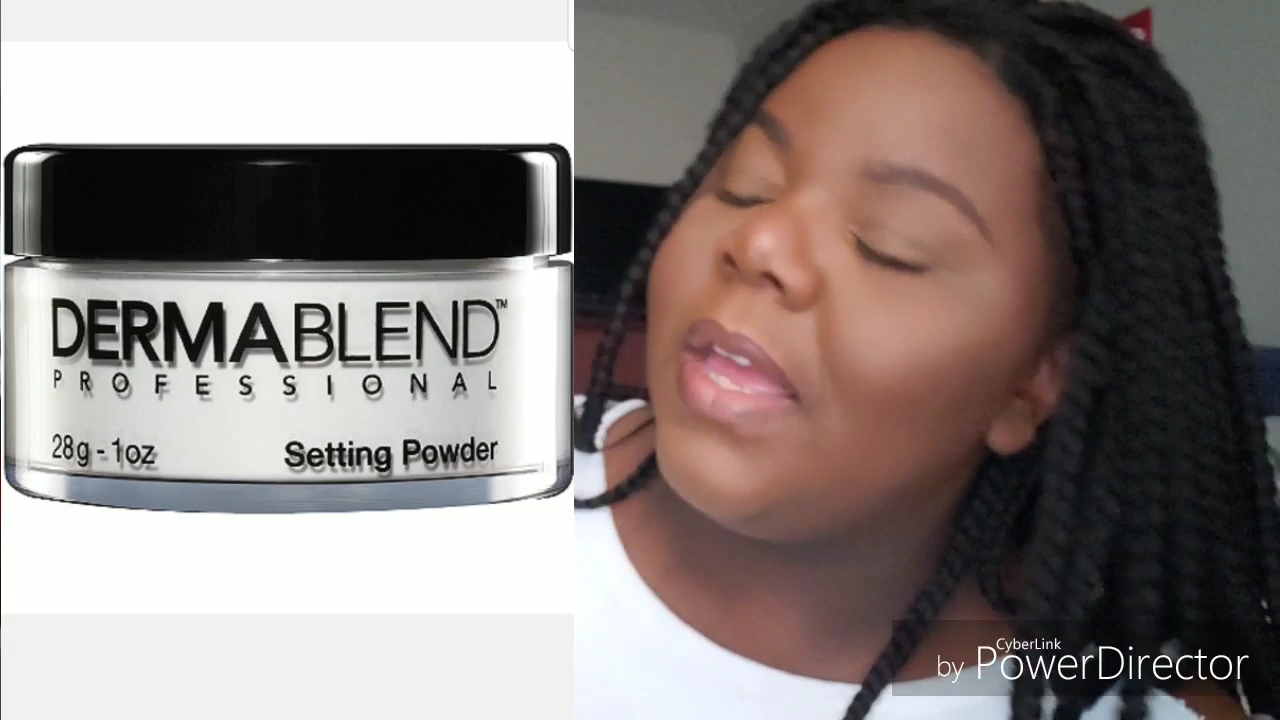 DERMABLEND™
PROFESSIONAL
28g - 1oz Setting Powder
CyberLink
by PowerDirector